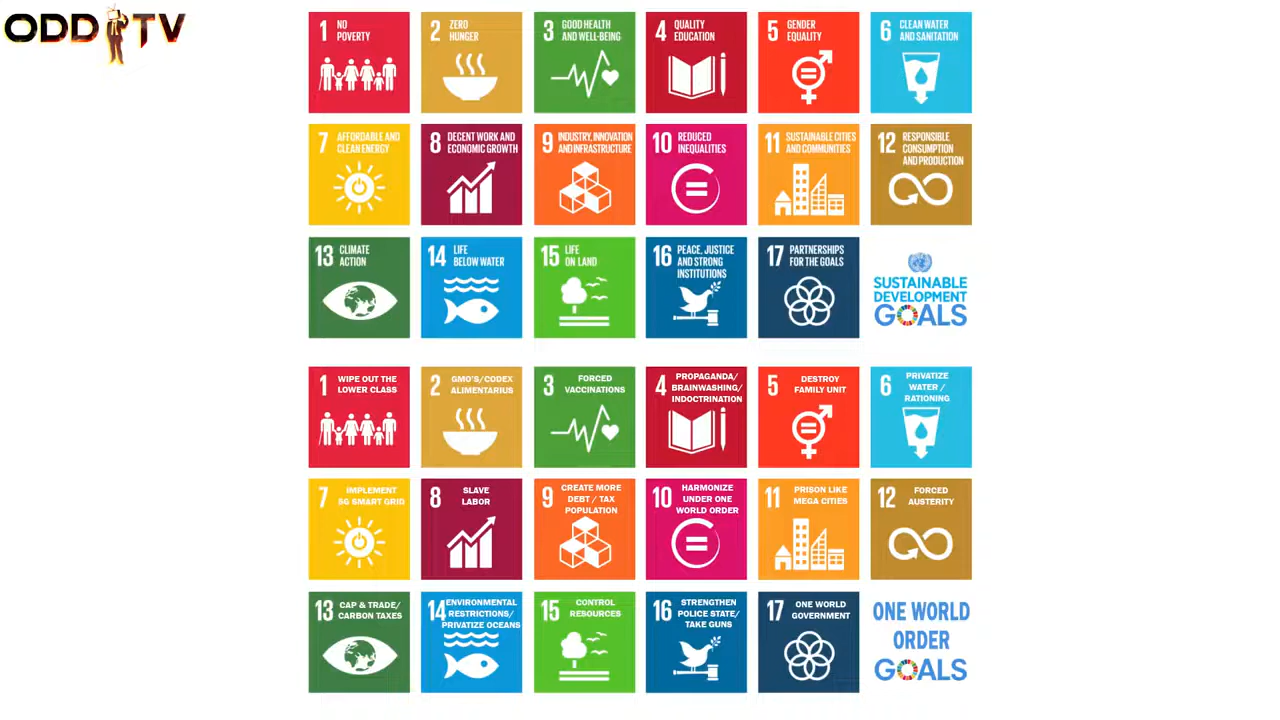 ODD TV
1 NO
POVERTY
2 ZERO
HUNGER
3 GOOD HEALTH
AND WELL-BEING
4 QUALITY
EDUCATION
5 GENDER
EQUALITY
6 CLEAN WATER
AND SANITATION
7 AFFORDABLE AND
CLEAN ENERGY
8 DECENT WORK AND
ECONOMIC GROWTH
9 INDUSTRY, INNOVATION
AND INFRASTRUCTURE
10 REDUCED
INEQUALITIES
11 SUSTAINABLE CITIES
AND COMMUNITIES
12 RESPONSIBLE
CONSUMPTION
AND PRODUCTION
13 CLIMATE
ACTION
14 LIFE
BELOW WATER
15 LIFE
ON LAND
16 PEACE, JUSTICE
AND STRONG
INSTITUTIONS
17 PARTNERSHIPS
FOR THE GOALS
SUSTAINABLE
DEVELOPMENT
GOALS
1 WIPE OUT THE
LOWER CLASS
2 GMO'S/CODEX
ALIMENTARIUS
3 FORCED
VACCINATIONS
4 PROPAGANDA/
BRAINWASHING/
INDOCTRINATION
5 DESTROY
FAMILY UNIT
6 PRIVATIZE
WATER /
RATIONING
7 IMPLEMENT
5G SMART GRID
8 SLAVE
LABOR
9 CREATE MORE
DEBT / TAX
POPULATION
10 HARMONIZE
UNDER ONE
WORLD ORDER
11 PRISON LIKE
MEGA CITIES
12 FORCED
AUSTERITY
13 CAP & TRADE/
CARBON TAXES
14 ENVIRONMENTAL
RESTRICTIONS/
PRIVATIZE OCEANS
15 CONTROL
RESOURCES
16 STRENGTHEN
POLICE STATE/
TAKE GUNS
17 ONE WORLD
GOVERNMENT
ONE WORLD
ORDER
GOALS